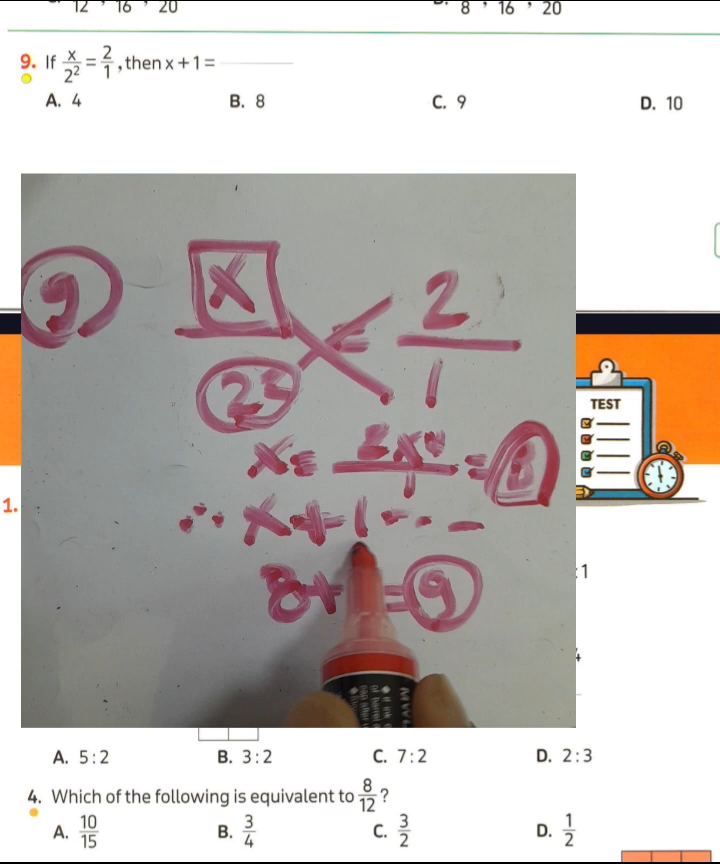 12 , 16 , 20
8 , 16 , 20
9. If x/2² = 2/1, then x + 1 =
A. 4 B. 8 C. 9 D. 10
9
x/2² = 2/1
TEST
x = 2×4/1 = 8
1.
∴ x + 1 = - -
:1
8+ = 9
A. 5:2 B. 3:2 C. 7:2 D. 2:3
4. Which of the following is equivalent to 8/12?
A. 10/15 B. 3/4 C. 3/2 D. 1/2